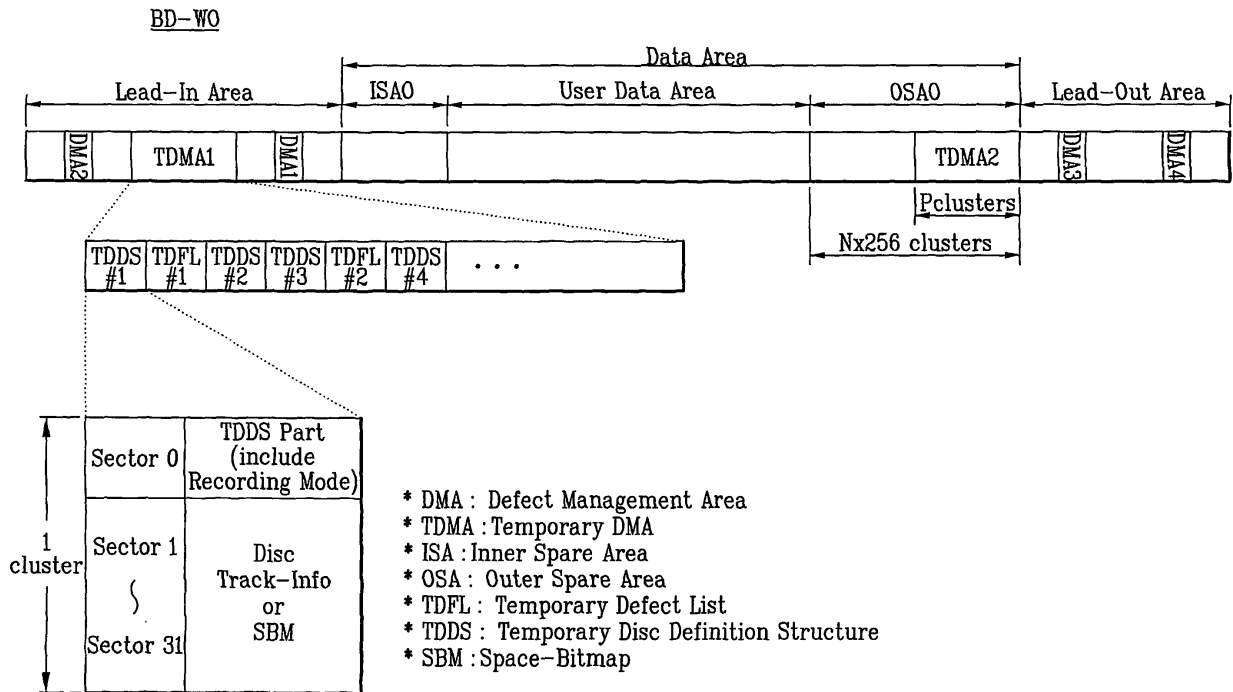 BD-WO
Data Area
Lead-In Area ISA0 User Data Area OSA0 Lead-Out Area
DMA2 TDMA1 DMA1 TDMA2 DMA3 DMA4
Pclusters
Nx256 clusters
TDDS #1 TDFL #1 TDDS #2 TDDS #3 TDFL #2 TDDS #4 ...
1 cluster
Sector 0
TDDS Part
(include
Recording Mode)
Sector 1
Sector 31
Disc
Track-Info
or
SBM
* DMA : Defect Management Area
* TDMA : Temporary DMA
* ISA : Inner Spare Area
* OSA : Outer Spare Area
* TDFL : Temporary Defect List
* TDDS : Temporary Disc Definition Structure
* SBM : Space-Bitmap